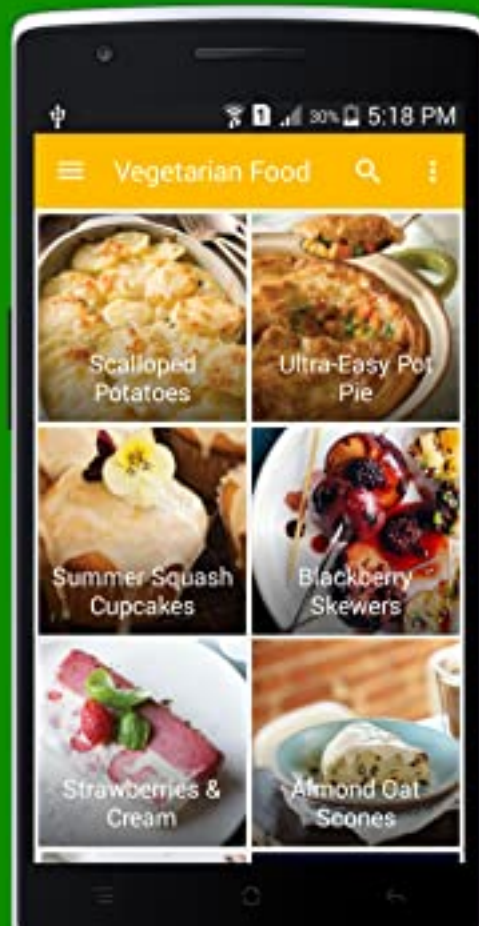 1 30% 5:18 PM
Vegetarian Food
Scalloped
Potatoes
Ultra-Easy Pot
Pie
Summer Squash
Cupcakes
Blackberry
Skewers
Strawberries &
Cream
Almond Oat
Scones